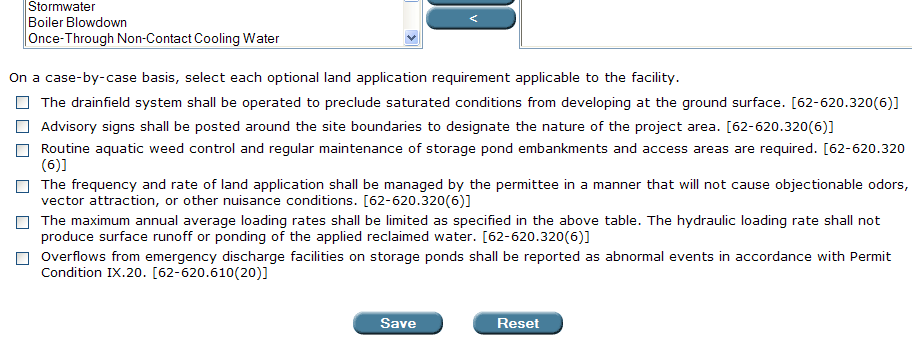 Stormwater
Boiler Blowdown
<
Once-Through Non-Contact Cooling Water
On a case-by-case basis, select each optional land application requirement applicable to the facility.
The drainfield system shall be operated to preclude saturated conditions from developing at the ground surface. [62-620.320(6)]
Advisory signs shall be posted around the site boundaries to designate the nature of the project area. [62-620.320(6)]
Routine aquatic weed control and regular maintenance of storage pond embankments and access areas are required. [62-620.320
(6)]
The frequency and rate of land application shall be managed by the permittee in a manner that will not cause objectionable odors,
vector attraction, or other nuisance conditions. [62-620.320(6)]
The maximum annual average loading rates shall be limited as specified in the above table. The hydraulic loading rate shall not
produce surface runoff or ponding of the applied reclaimed water. [62-620.320(6)]
Overflows from emergency discharge facilities on storage ponds shall be reported as abnormal events in accordance with Permit
Condition IX.20. [62-620.610(20)]
Save Reset